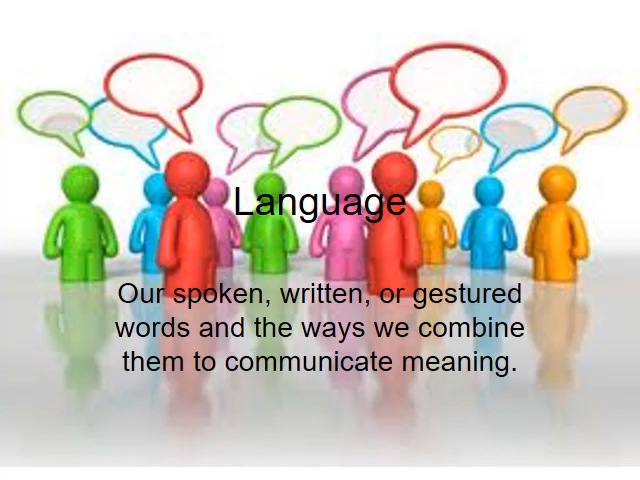 Language
Our spoken, written, or gestured
words and the ways we combine
them to communicate meaning.